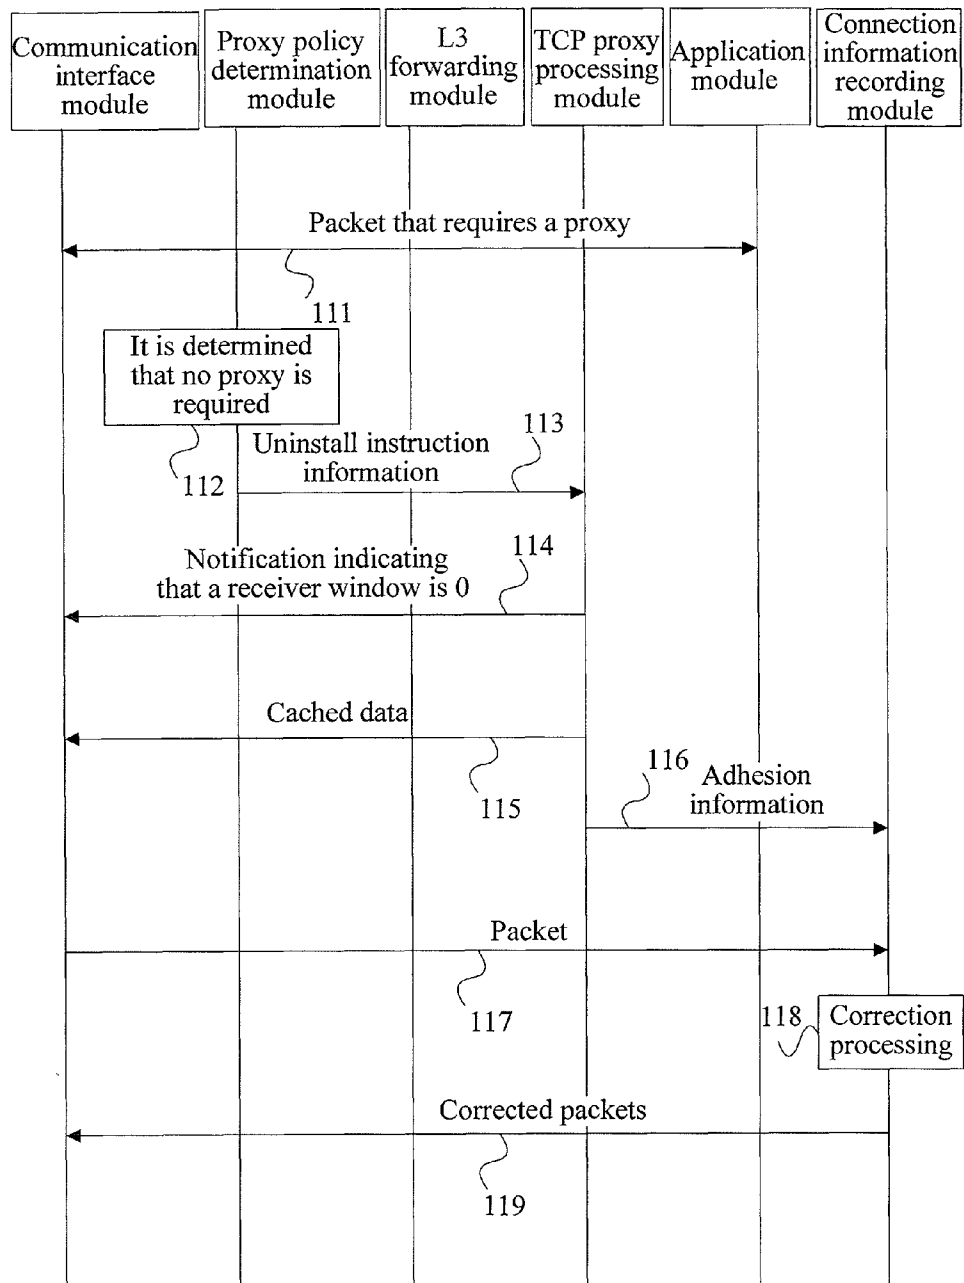 Communication
interface
module
Proxy policy
determination
module
L3
forwarding
module
TCP proxy
processing
module
Application
module
Connection
information
recording
module
Packet that requires a proxy
111
It is determined
that no proxy is
required
112
Uninstall instruction
information
113
Notification indicating
that a receiver window is 0
114
Cached data
115
116
Adhesion
information
Packet
117
118
Correction
processing
Corrected packets
119